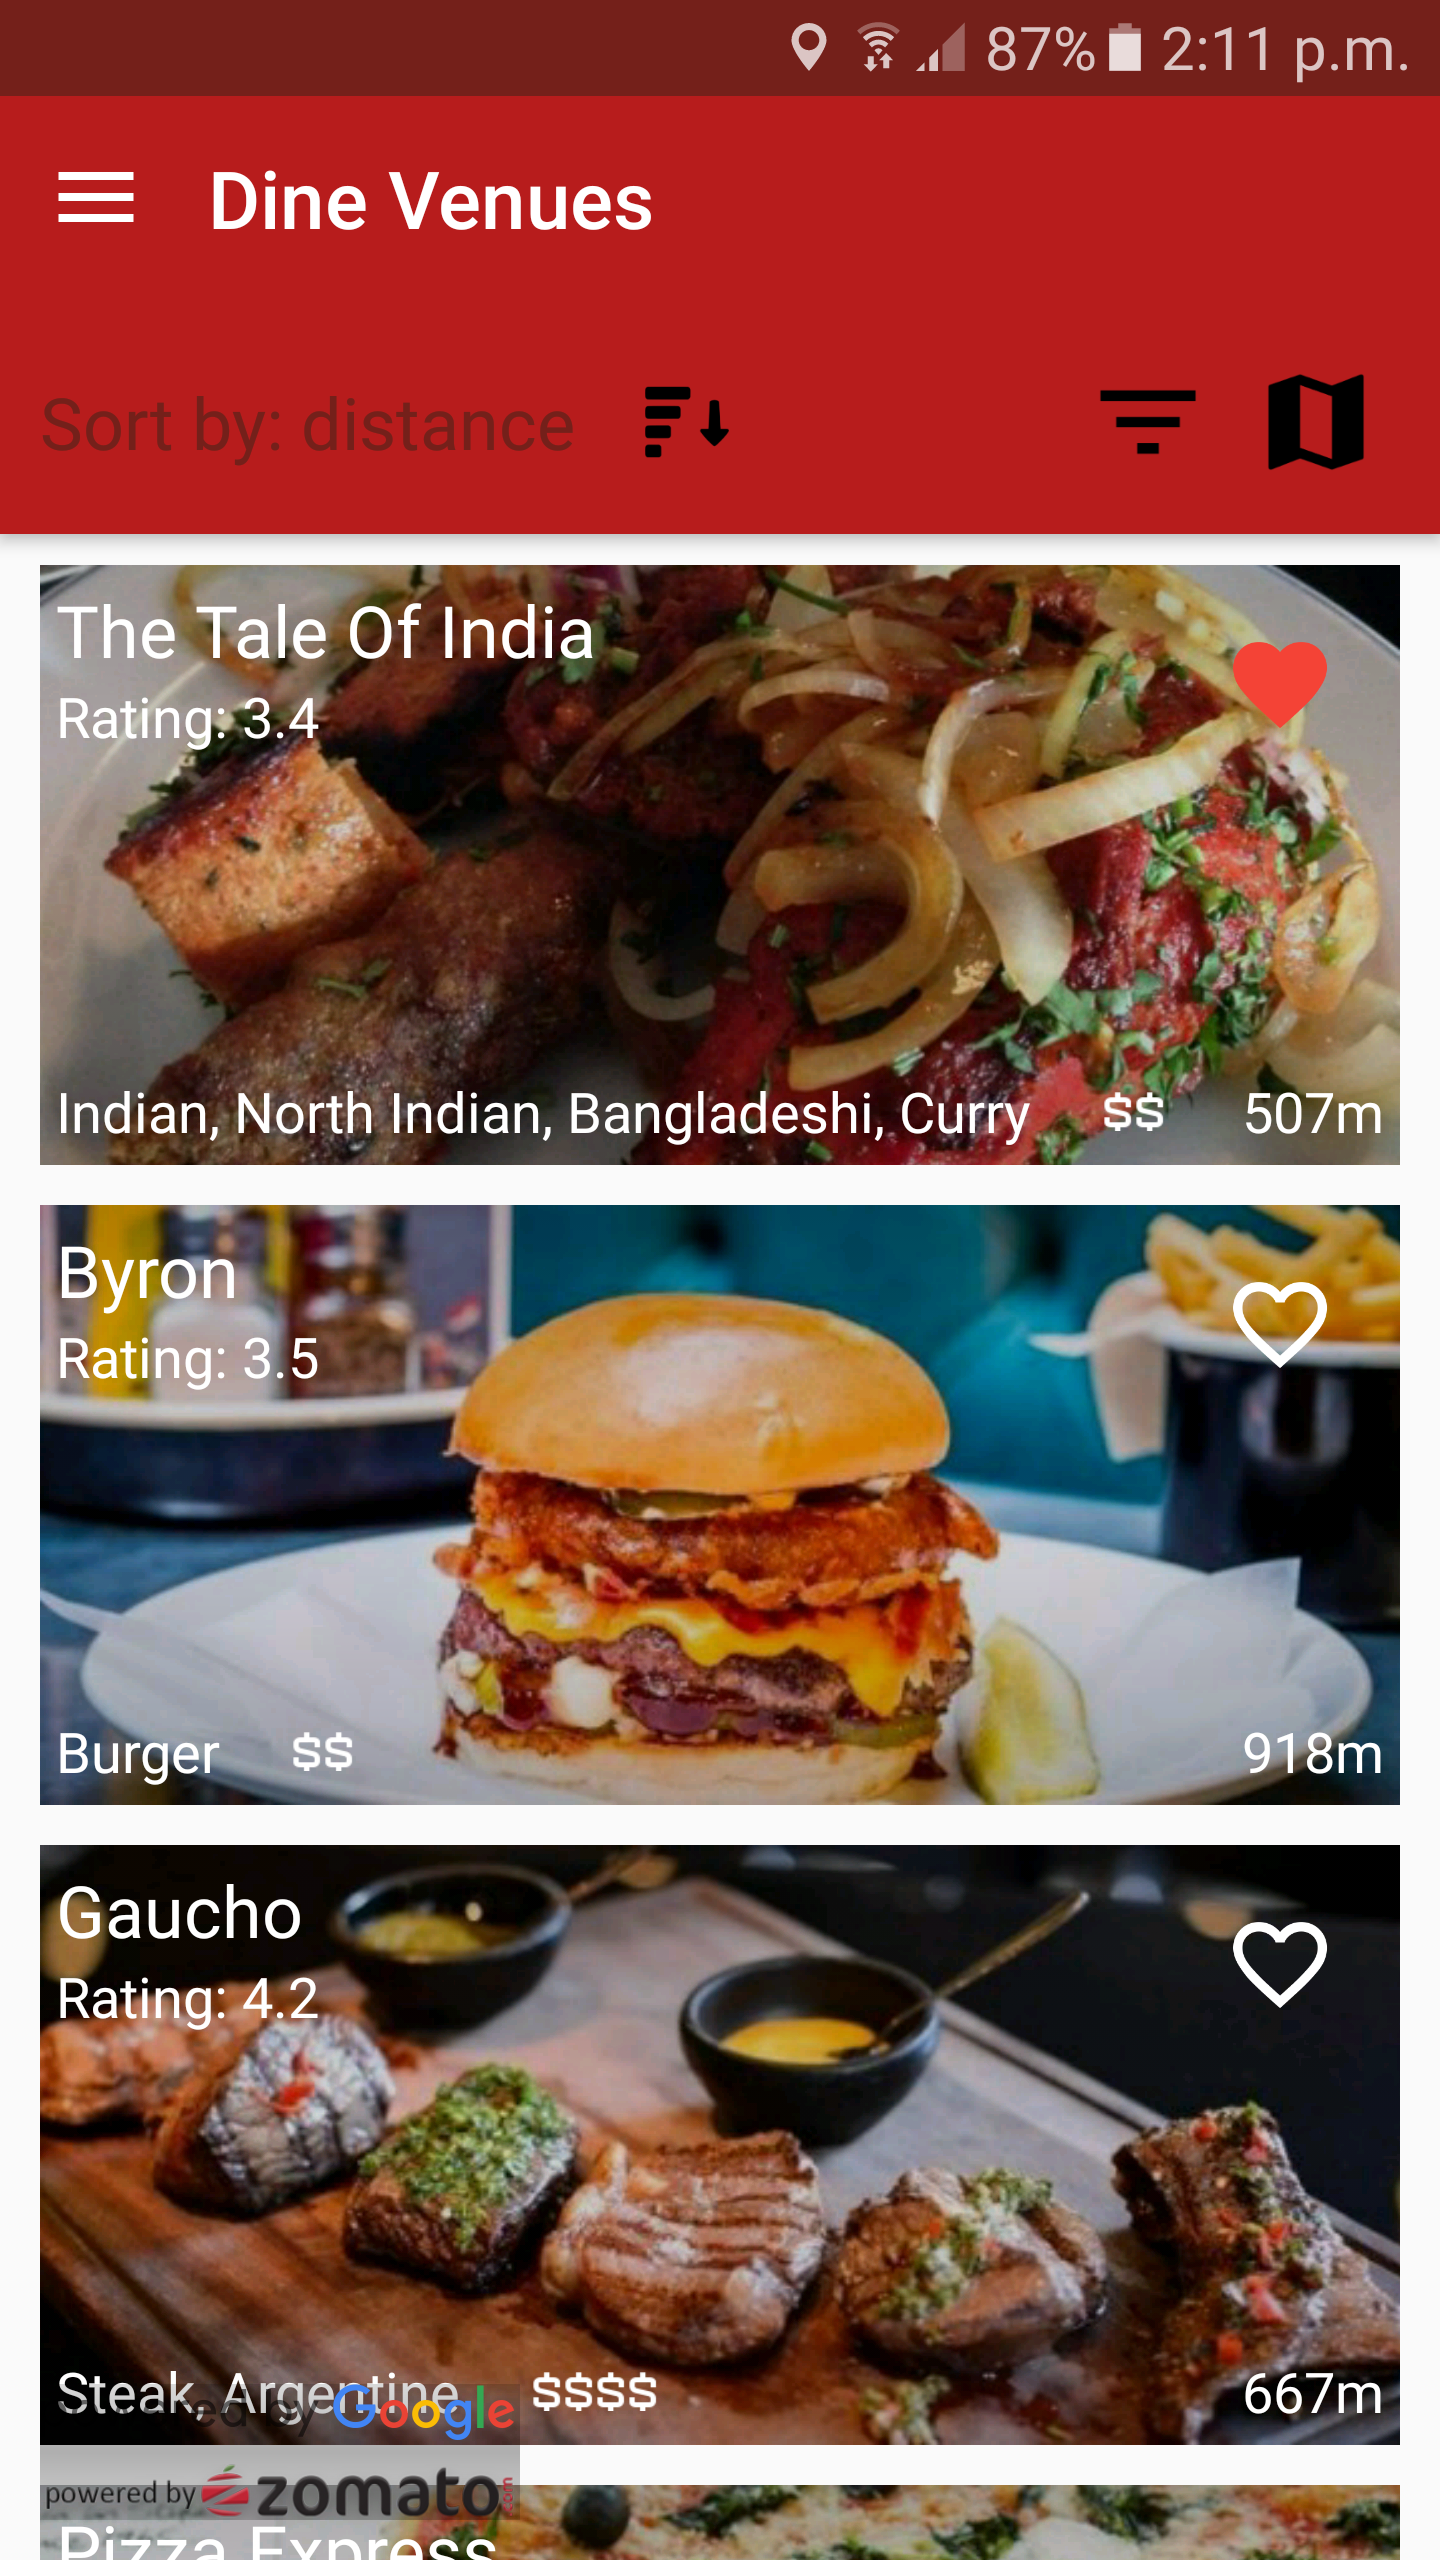 87% 2:11 p.m.
Dine Venues
Sort by: distance
The Tale Of India
Rating: 3.4
Indian, North Indian, Bangladeshi, Curry $$ 507m
Byron
Rating: 3.5
Burger $$ 918m
Gaucho
Rating: 4.2
Steak, Argentine $$$$ 667m
by Google
powered by zomato.com
Pizza Express